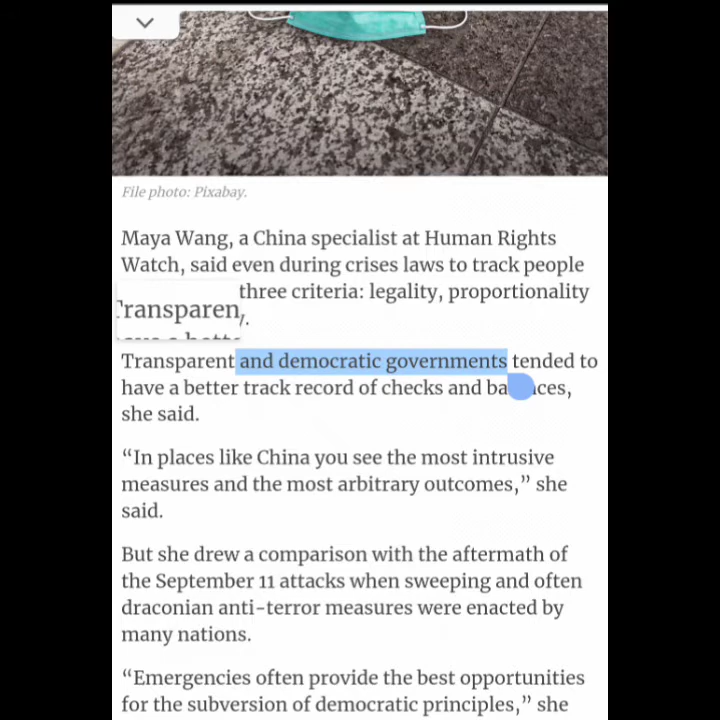 File photo: Pixabay.
Maya Wang, a China specialist at Human Rights
Watch, said even during crises laws to track people
three criteria: legality, proportionality
Transparen
Transparent and democratic governments tended to
have a better track record of checks and
she said.
“In places like China you see the most intrusive
measures and the most arbitrary outcomes,” she
said.
But she drew a comparison with the aftermath of
the September 11 attacks when sweeping and often
draconian anti-terror measures were enacted by
many nations.
“Emergencies often provide the best opportunities
for the subversion of democratic principles,” she